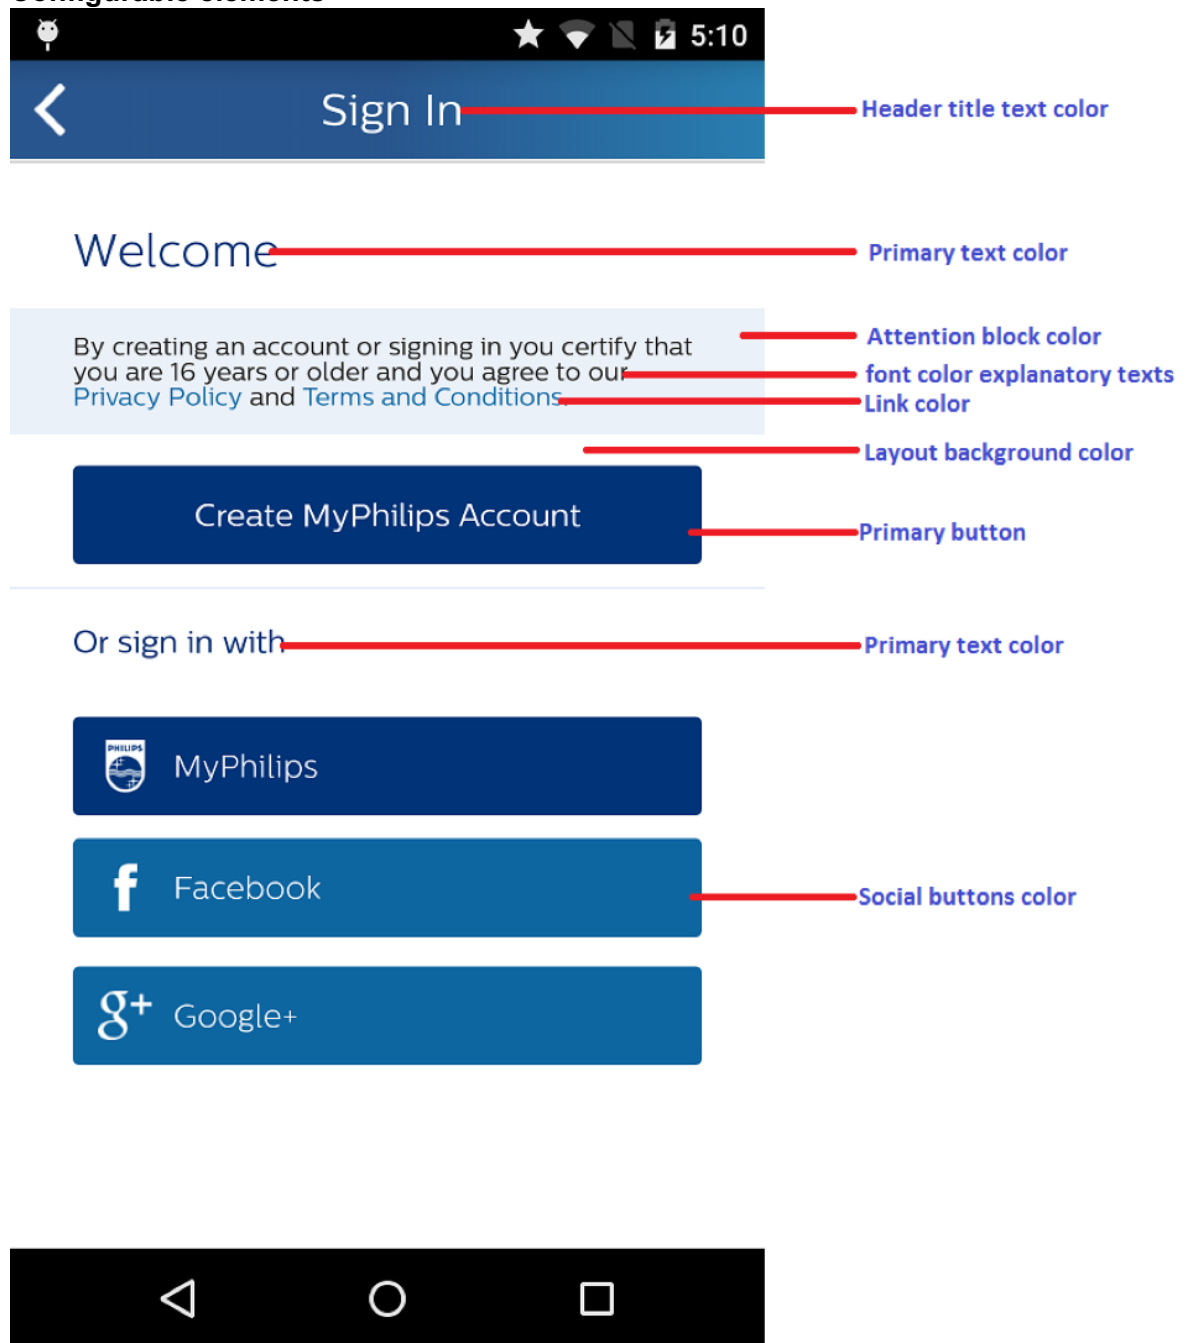 Configurable elements
5:10
Sign In
Header title text color
Welcome
Primary text color
Attention block color
By creating an account or signing in you certify that
you are 16 years or older and you agree to our
font color explanatory texts
Privacy Policy and Terms and Conditions.
Link color
Layout background color
Create MyPhilips Account
Primary button
Or sign in with
Primary text color
PHILIPS
MyPhilips
f Facebook
Social buttons color
g+ Google+